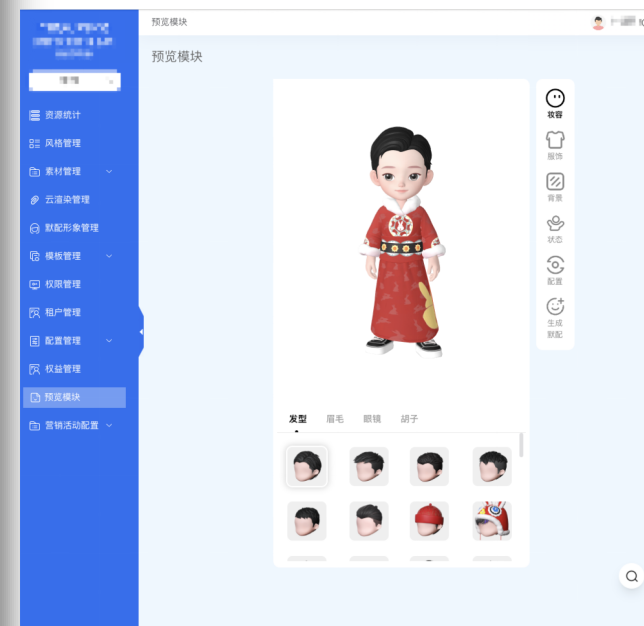 预览模块
预览模块
资源统计
风格管理
素材管理
云渲染管理
默配形象管理
模板管理
权限管理
租户管理
配置管理
权益管理
预览模块
营销活动配置
妆容
服饰
背景
状态
配置
生成
默配
发型 眉毛 眼镜 胡子